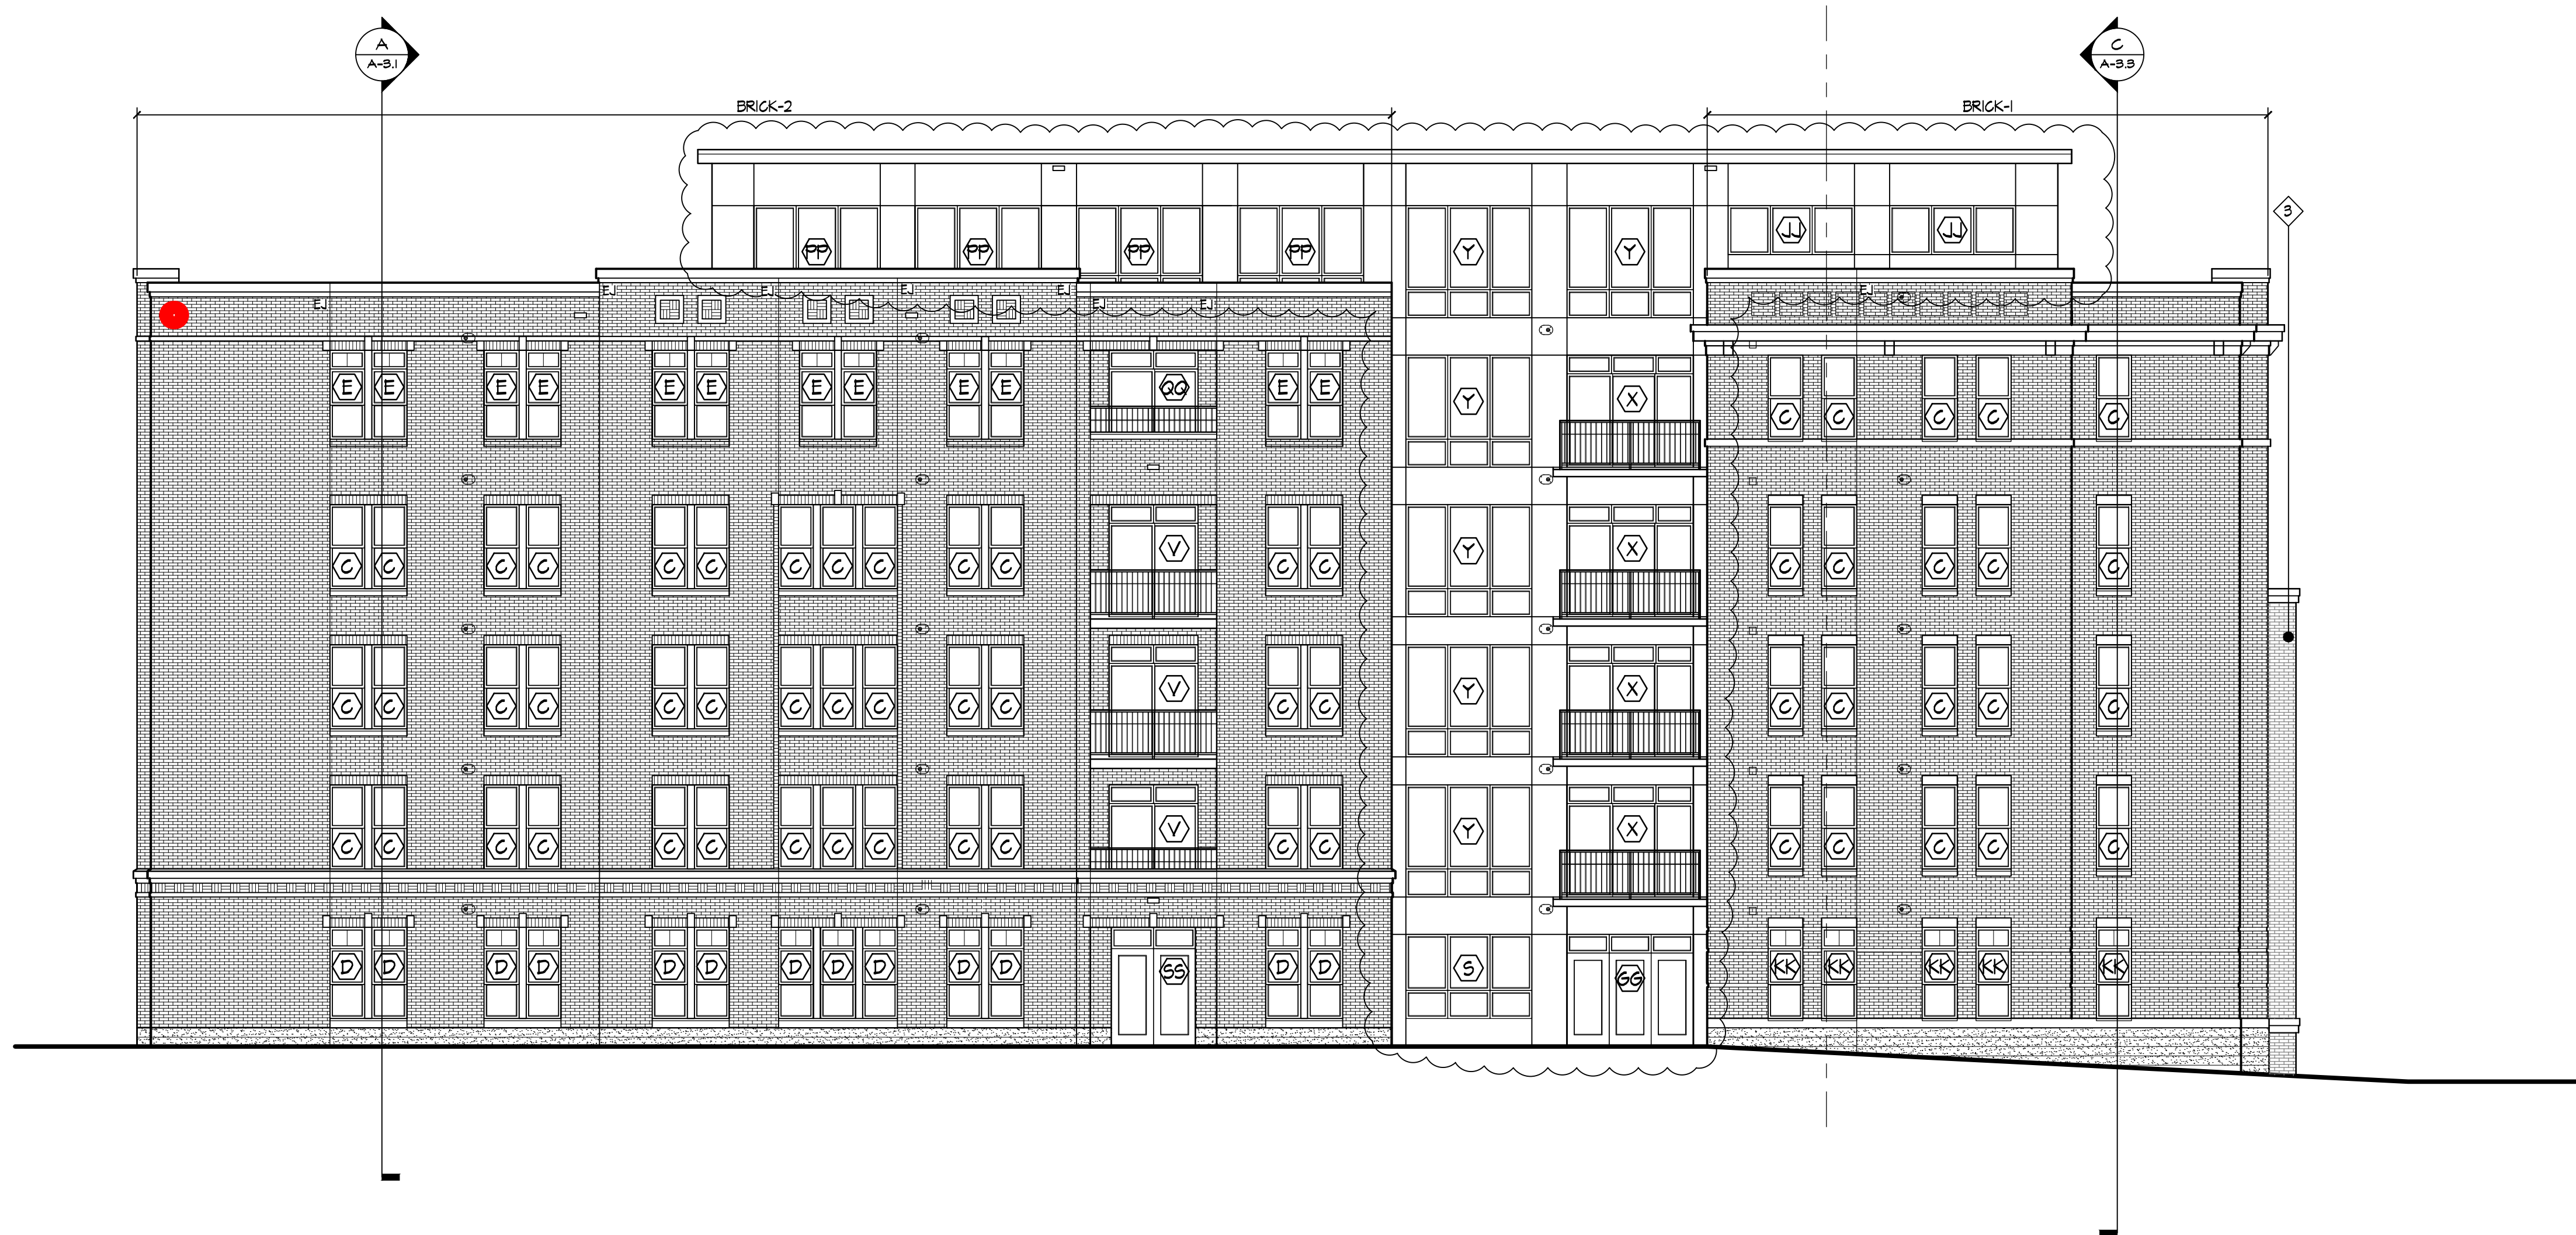 A
A-3.1
C
A-3.3
BRICK-2
BRICK-1
3
PP PP PP PP Y Y JJ JJ
EJ EJ EJ EJ EJ EJ EJ EJ
E E E E E E E E E E QQ E E Y X C C C C C
C C C C C C C C C C C V C C Y X C C C C C
C C C C C C C C C C C V C C Y X C C C C C
C C C C C C C C C C C V C C Y X C C C C C
D D D D D D D D D D D SS D D S GG KK KK KK KK KK